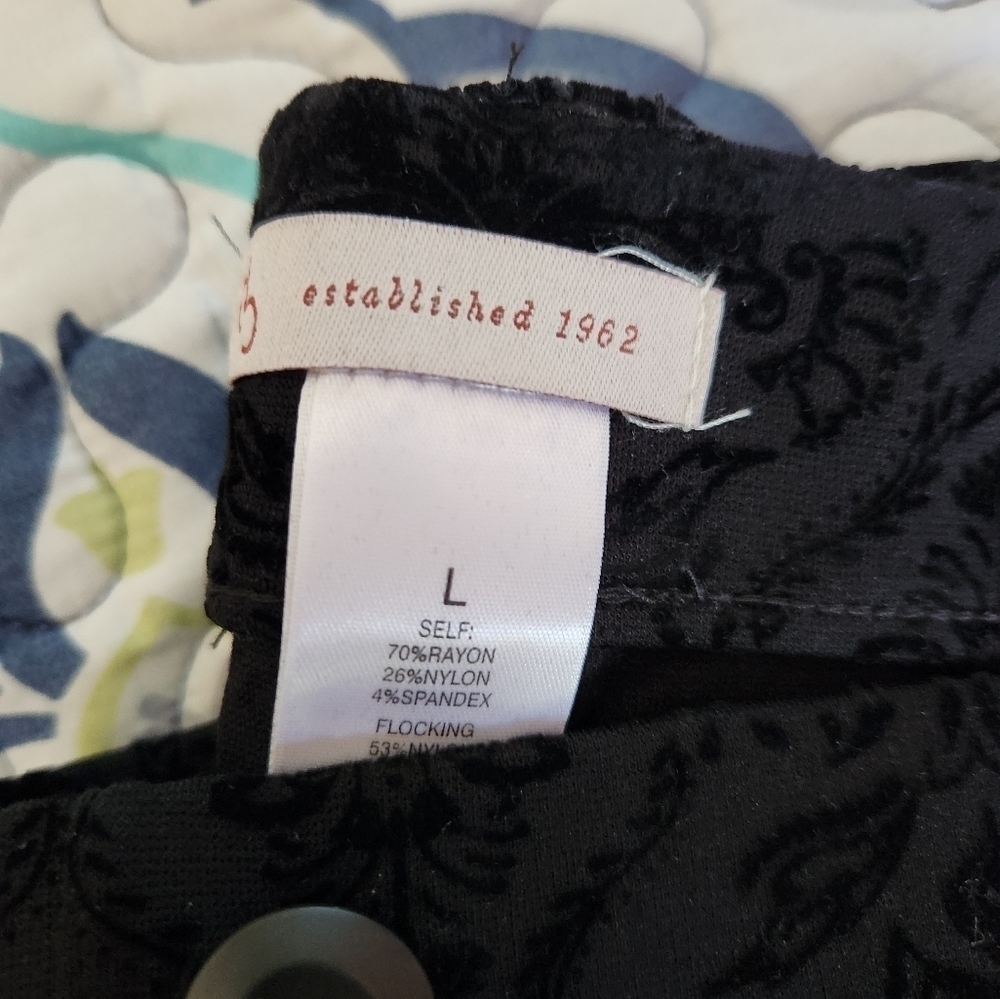 established 1962
L
SELF:
70%RAYON
26%NYLON
4%SPANDEX
FLOCKING